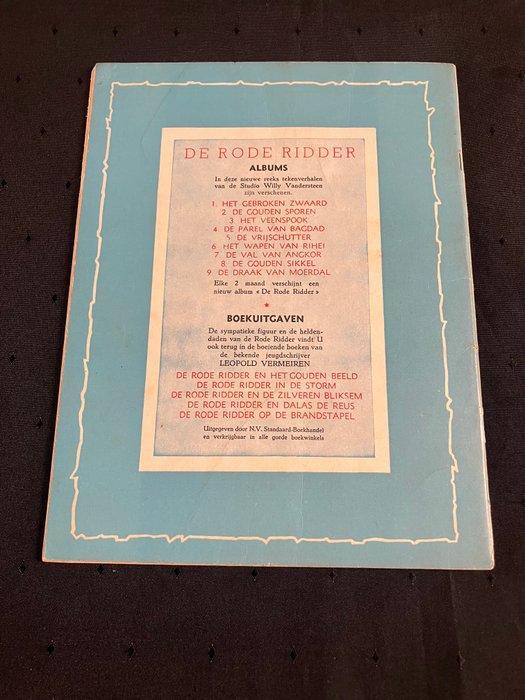 DE RODE RIDDER
ALBUMS
In deze nieuwe reeks tekenverhalen
van de Studio Willy Vandersteen
zijn verschenen.
1. HET GEBROKEN ZWAARD
2. DE GOUDEN SPOREN
3. HET VEENSPOOK
4. DE PAREL VAN BAGDAD
5. DE VRIJSCHUTTER
6. HET WAPEN VAN RIHEI
7. DE VAL VAN ANGKOR
8. DE GOUDEN SIKKEL
9. DE DRAAK VAN MOERDAL
Elke 2 maand verschijnt een
nieuw album « De Rode Ridder »
*
BOEKUITGAVEN
De sympatieke figuur en de helden-
daden van de Rode Ridder vindt U
ook terug in de boeiende boeken van
de bekende jeugdschrijver
LEOPOLD VERMEIREN
DE RODE RIDDER EN HET GOUDEN BEELD
DE RODE RIDDER IN DE STORM
DE RODE RIDDER EN DE ZILVEREN BLIKSEM
DE RODE RIDDER EN DALAS DE REUS
DE RODE RIDDER OP DE BRANDSTAPEL
Uitgegeven door N.V. Standaard-Boekhandel
en verkrijgbaar in alle goede boekwinkels